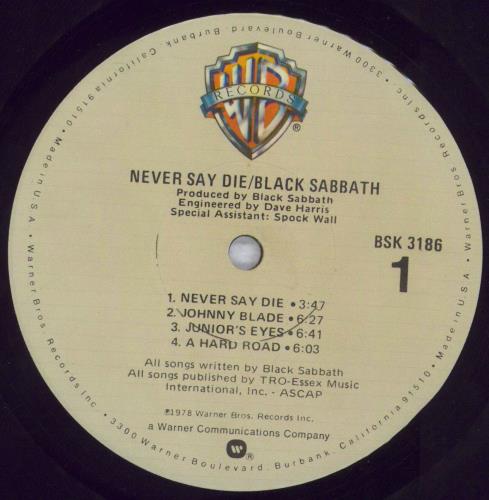 WB
RECORDS
®
NEVER SAY DIE/BLACK SABBATH
Produced by Black Sabbath
Engineered by Dave Harris
Special Assistant: Spock Wall
BSK 3186
1
1. NEVER SAY DIE • 3:47
2. JOHNNY BLADE • 6:27
3. JUNIOR'S EYES • 6:41
4. A HARD ROAD • 6:03
All songs written by Black Sabbath
All songs published by TRO-Essex Music
International, Inc. - ASCAP
℗1978 Warner Bros. Records Inc.
a Warner Communications Company
W®
Warner Bros. Records Inc. • 3300 Warner Boulevard, Burbank, California 91510 • Made in U.S.A. • Warner Bros. Records Inc. • 3300 Warner Boulevard, Burbank, California 91510 • Made in U.S.A. •